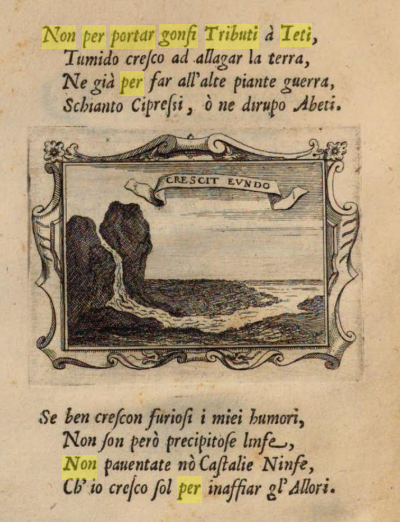 Non per portar gonfi Tributi à Teti,
Tumido creſco ad allagar la terra,
Ne già per far all'alte piante guerra,
Schianto Cipreſſi, ò ne dirupo Abeti.
CRESCIT EVNDO
Se ben creſcon furioſi i miei humori,
Non ſon però precipitoſe linfe,
Non pauentate nò Caſtalie Ninfe,
Ch' io creſco ſol per inaffiar gl' Allori.